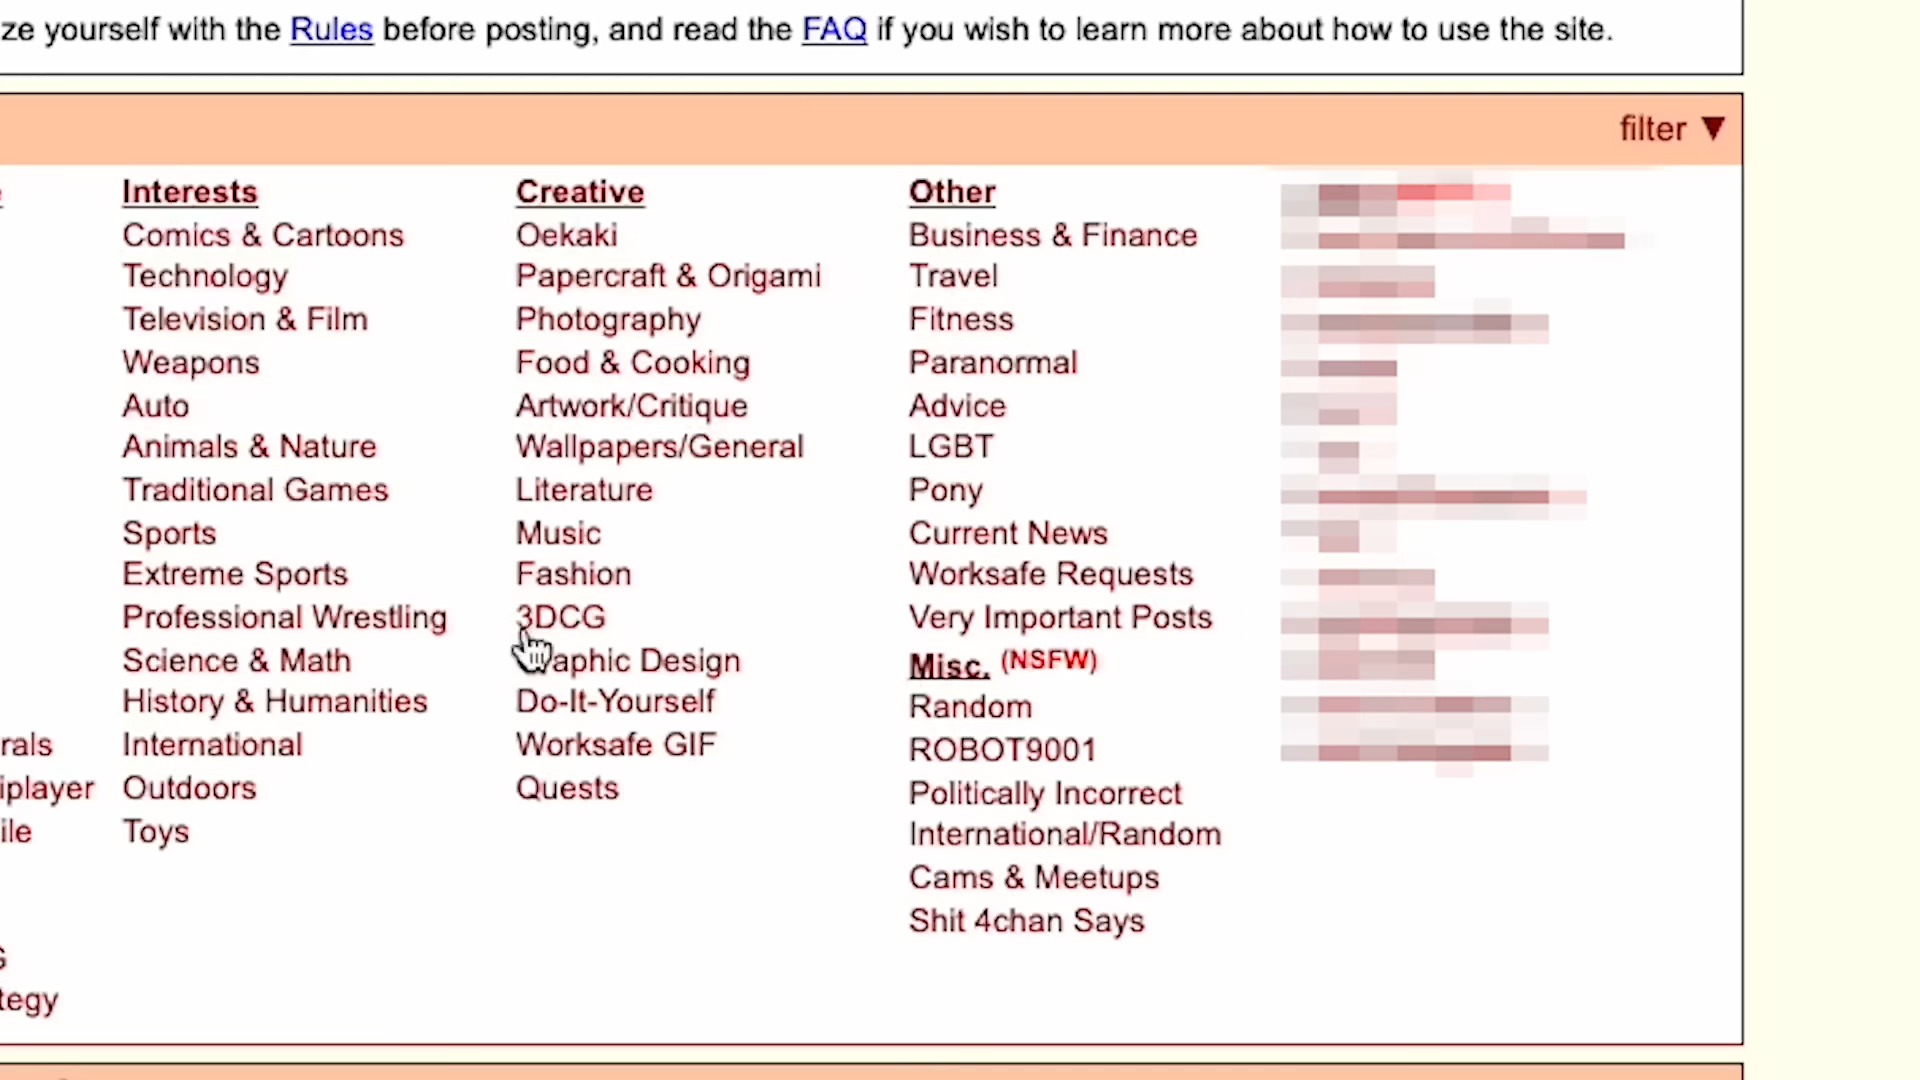 ze yourself with the Rules before posting, and read the FAQ if you wish to learn more about how to use the site.
filter ▼
Interests
Comics & Cartoons
Technology
Television & Film
Weapons
Auto
Animals & Nature
Traditional Games
Sports
Extreme Sports
Professional Wrestling
Science & Math
History & Humanities
International
Outdoors
Toys
Creative
Oekaki
Papercraft & Origami
Photography
Food & Cooking
Artwork/Critique
Wallpapers/General
Literature
Music
Fashion
3DCG
aphic Design
Do-It-Yourself
Worksafe GIF
Quests
Other
Business & Finance
Travel
Fitness
Paranormal
Advice
LGBT
Pony
Current News
Worksafe Requests
Very Important Posts
Misc. (NSFW)
Random
ROBOT9001
Politically Incorrect
International/Random
Cams & Meetups
Shit 4chan Says
rals
iplayer
ile
tegy